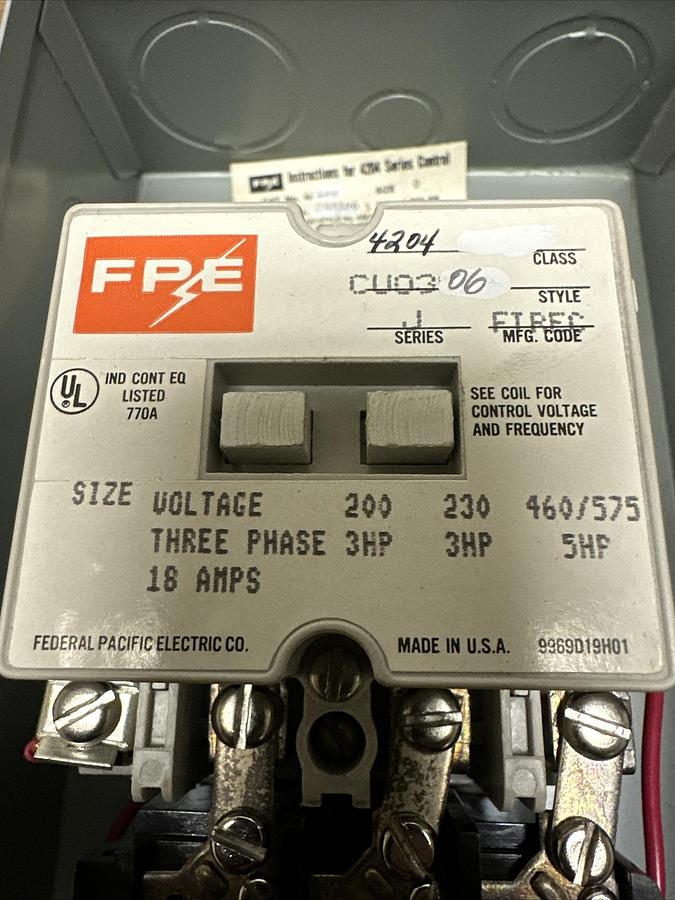 FPE Instructions for 4204 Series Control
FPE
4204
CLASS
CU03 06
STYLE
J
SERIES
MFG. CODE
UL
IND CONT EQ
LISTED
770A
SEE COIL FOR
CONTROL VOLTAGE
AND FREQUENCY
SIZE VOLTAGE 200 230 460/575
THREE PHASE 3HP 3HP 5HP
18 AMPS
FEDERAL PACIFIC ELECTRIC CO. MADE IN U.S.A. 9969D19H01